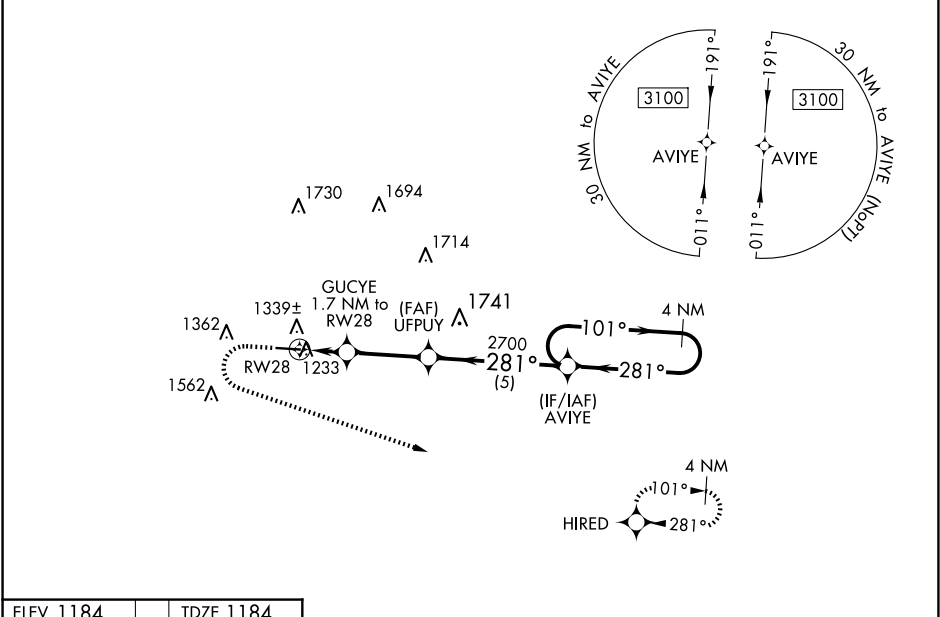 30 NM to AVIYE
3100
191°
AVIYE
011°
30 NM to AVIYE (NoPT)
3100
191°
AVIYE
011°
1730
1694
1714
GUCYE
1.7 NM to
RW28
(FAF)
UFPUY
1741
1339±
1362
RW28
1233
1562
2700
281°
(5)
101°
4 NM
281°
(IF/IAF)
AVIYE
4 NM
101°
HIRED
281°
ELEV 1184
TDZE 1184